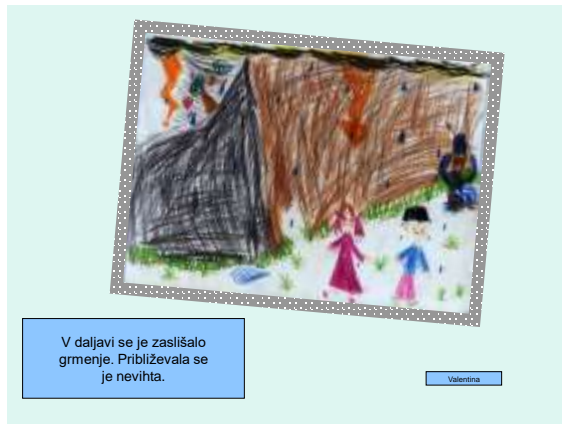 V daljavi se je zaslišalo
grmenje. Približevala se
je nevihta.
Valentina